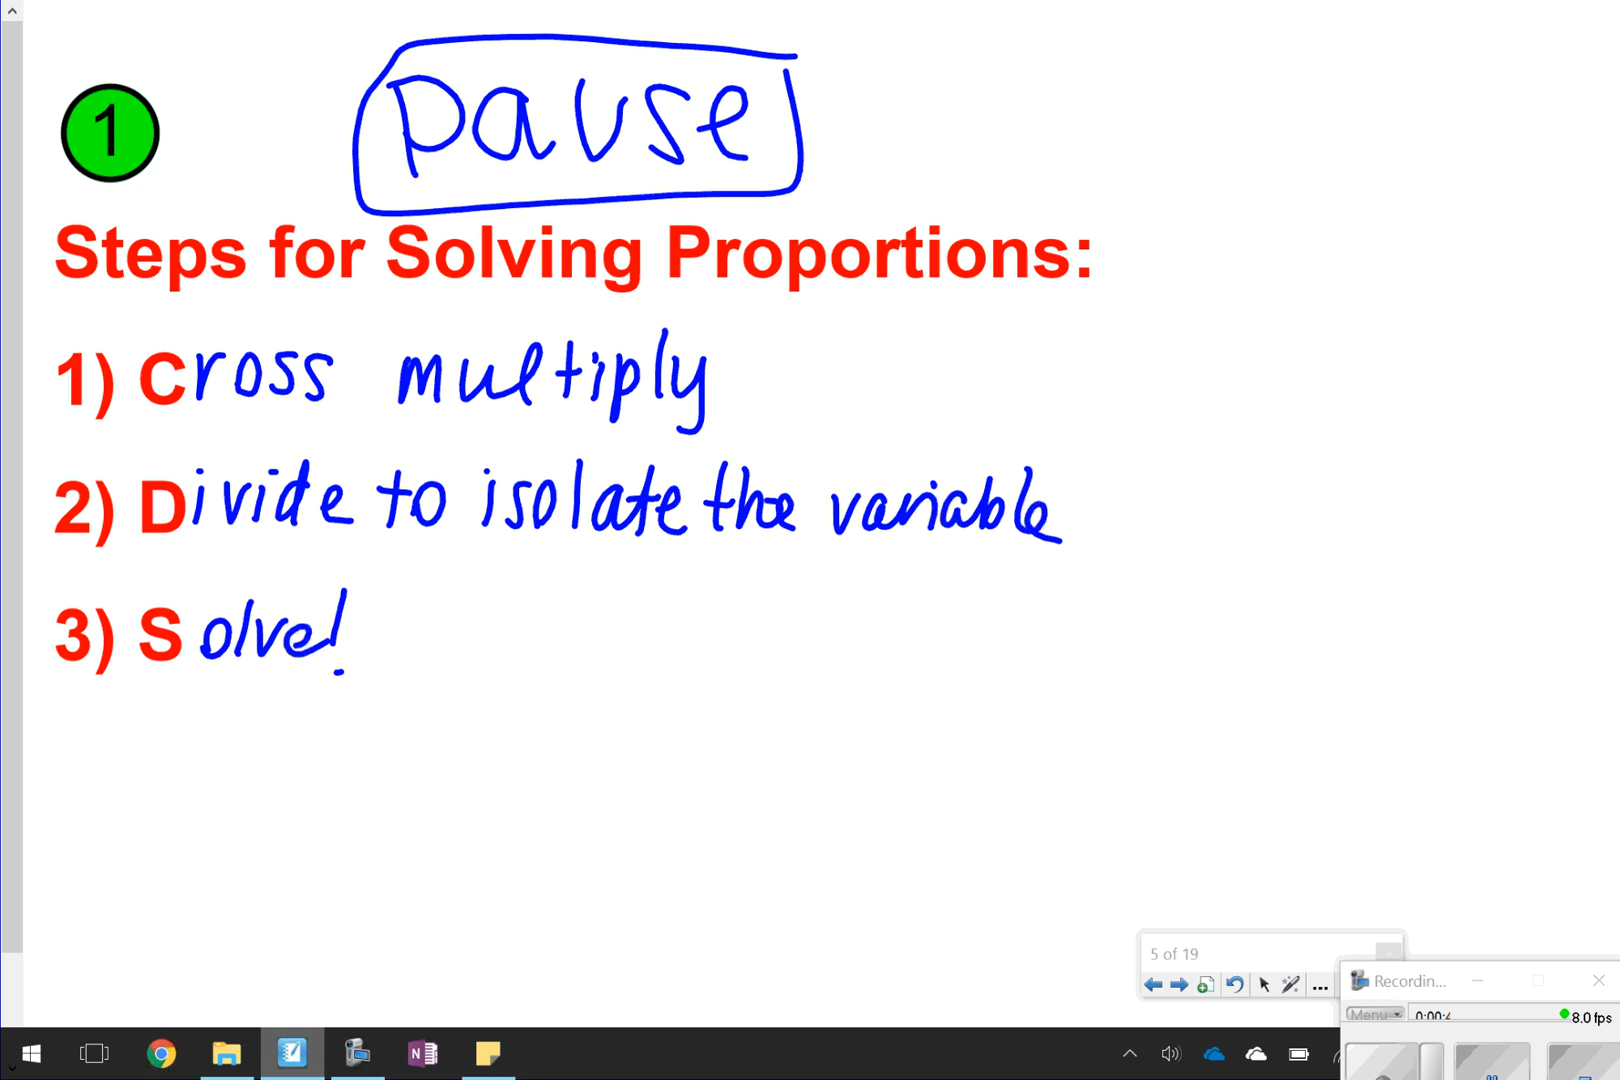 1
pause
Steps for Solving Proportions:
1) Cross multiply
2) Divide to isolate the variable
3) Solve!
5 of 19
...
Recordin...
Menu
8.0 fps
N